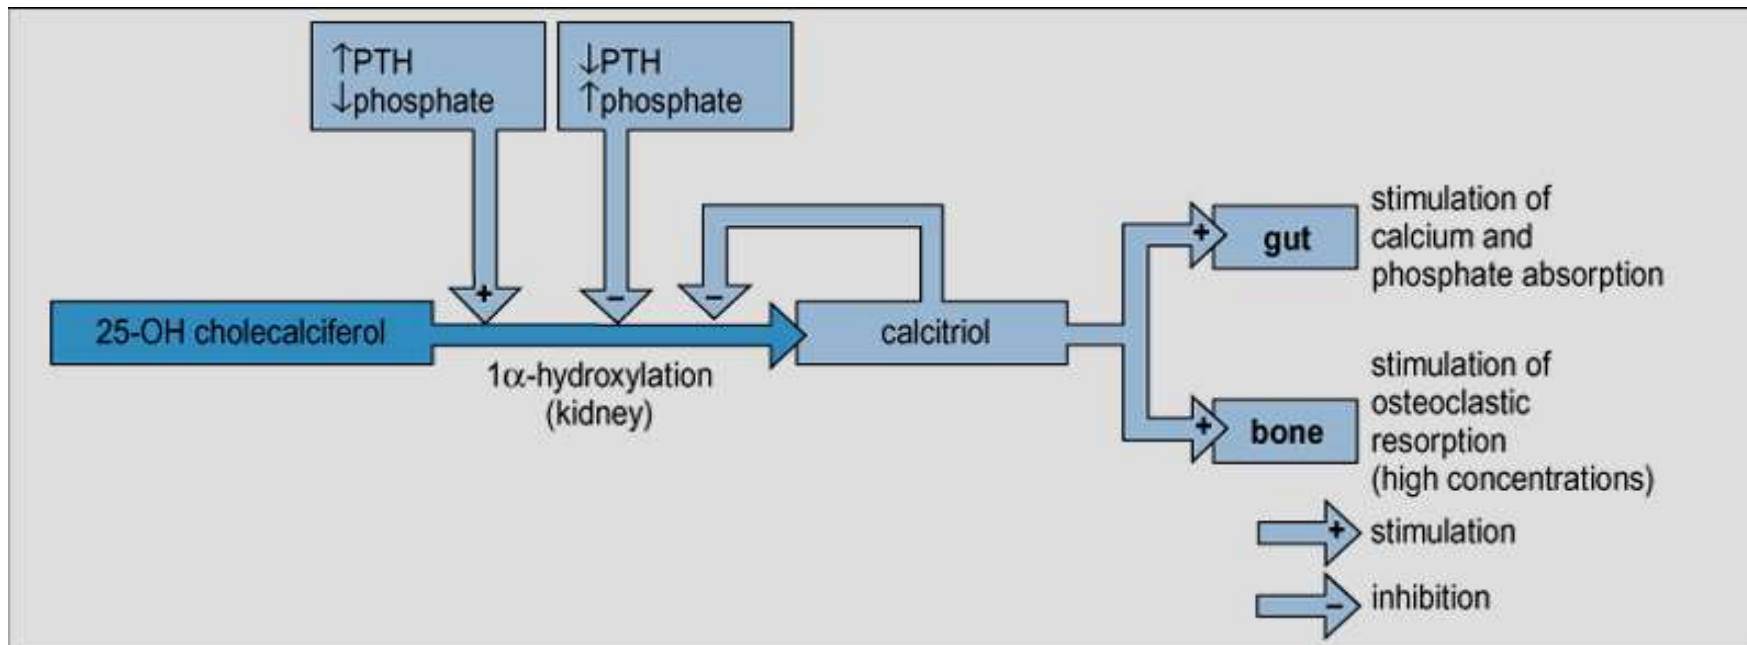 ↑PTH
↓phosphate
↓PTH
↑phosphate
+
–
–
25-OH cholecalciferol
1α-hydroxylation
(kidney)
calcitriol
+
gut
stimulation of
calcium and
phosphate absorption
+
bone
stimulation of
osteoclastic
resorption
(high concentrations)
+
stimulation
–
inhibition